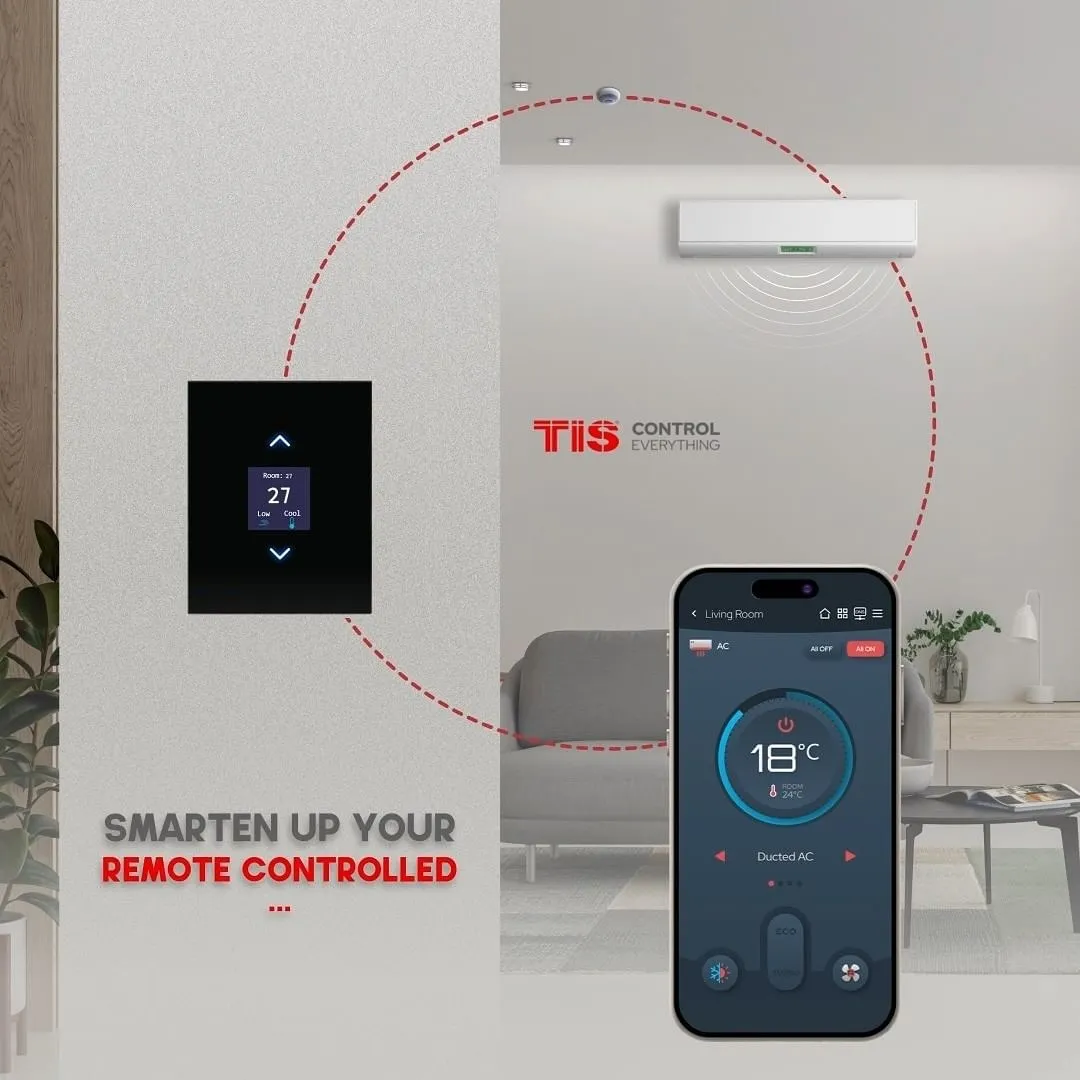 TIS CONTROL
EVERYTHING
Room: 27
27
Low Cool
Living Room
AC
All OFF
All ON
18°C
ROOM
24°C
Ducted AC
ECO
SMARTEN UP YOUR
REMOTE CONTROLLED
...